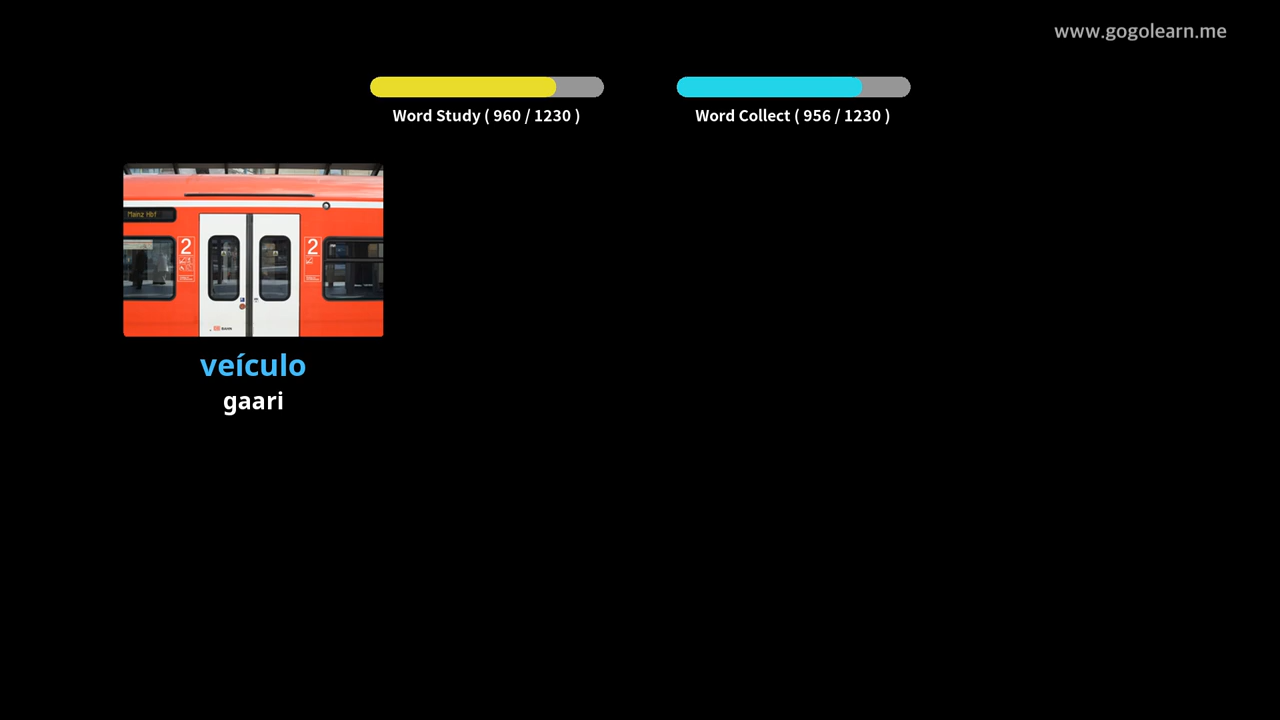 www.gogolearn.me
Word Study ( 960 / 1230 )
Word Collect ( 956 / 1230 )
Mainz Hbf
2
2
veículo
gaari